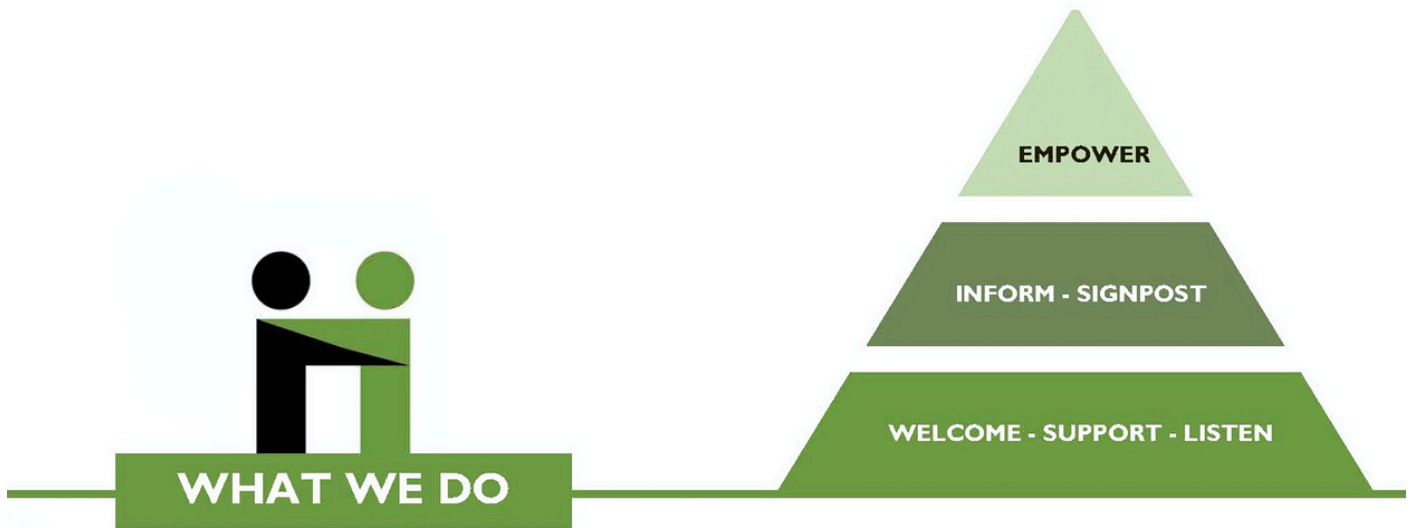 EMPOWER
INFORM - SIGNPOST
WELCOME - SUPPORT - LISTEN
WHAT WE DO